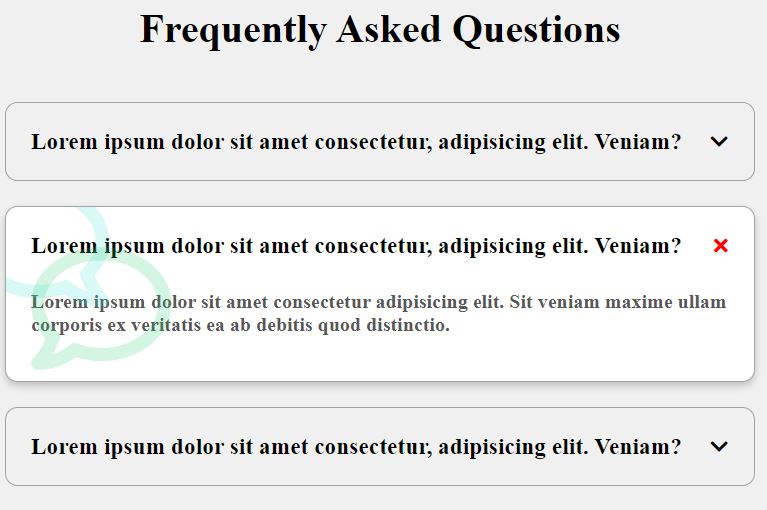 Frequently Asked Questions
Lorem ipsum dolor sit amet consectetur, adipisicing elit. Veniam?
Lorem ipsum dolor sit amet consectetur, adipisicing elit. Veniam?
Lorem ipsum dolor sit amet consectetur adipisicing elit. Sit veniam maxime ullam
corporis ex veritatis ea ab debitis quod distinctio.
Lorem ipsum dolor sit amet consectetur, adipisicing elit. Veniam?